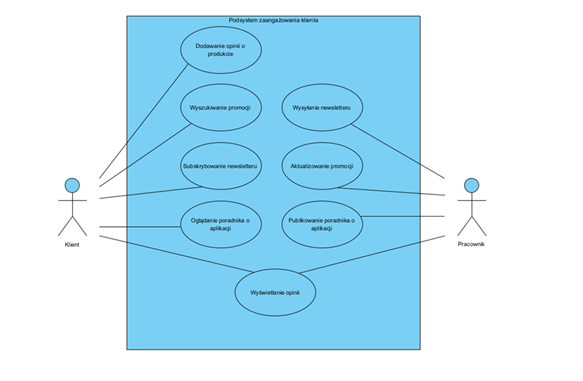 Podsystem zaangażowania klienta
Dodawanie opinii o
produkcie
Wyszukiwanie promocji
Wysyłanie newsletteru
Subskrybowanie newsletteru
Aktualizowanie promocji
Oglądanie poradnika o
aplikacji
Publikowanie poradnika o
aplikacji
Klient
Pracownik
Wyświetlanie opinii